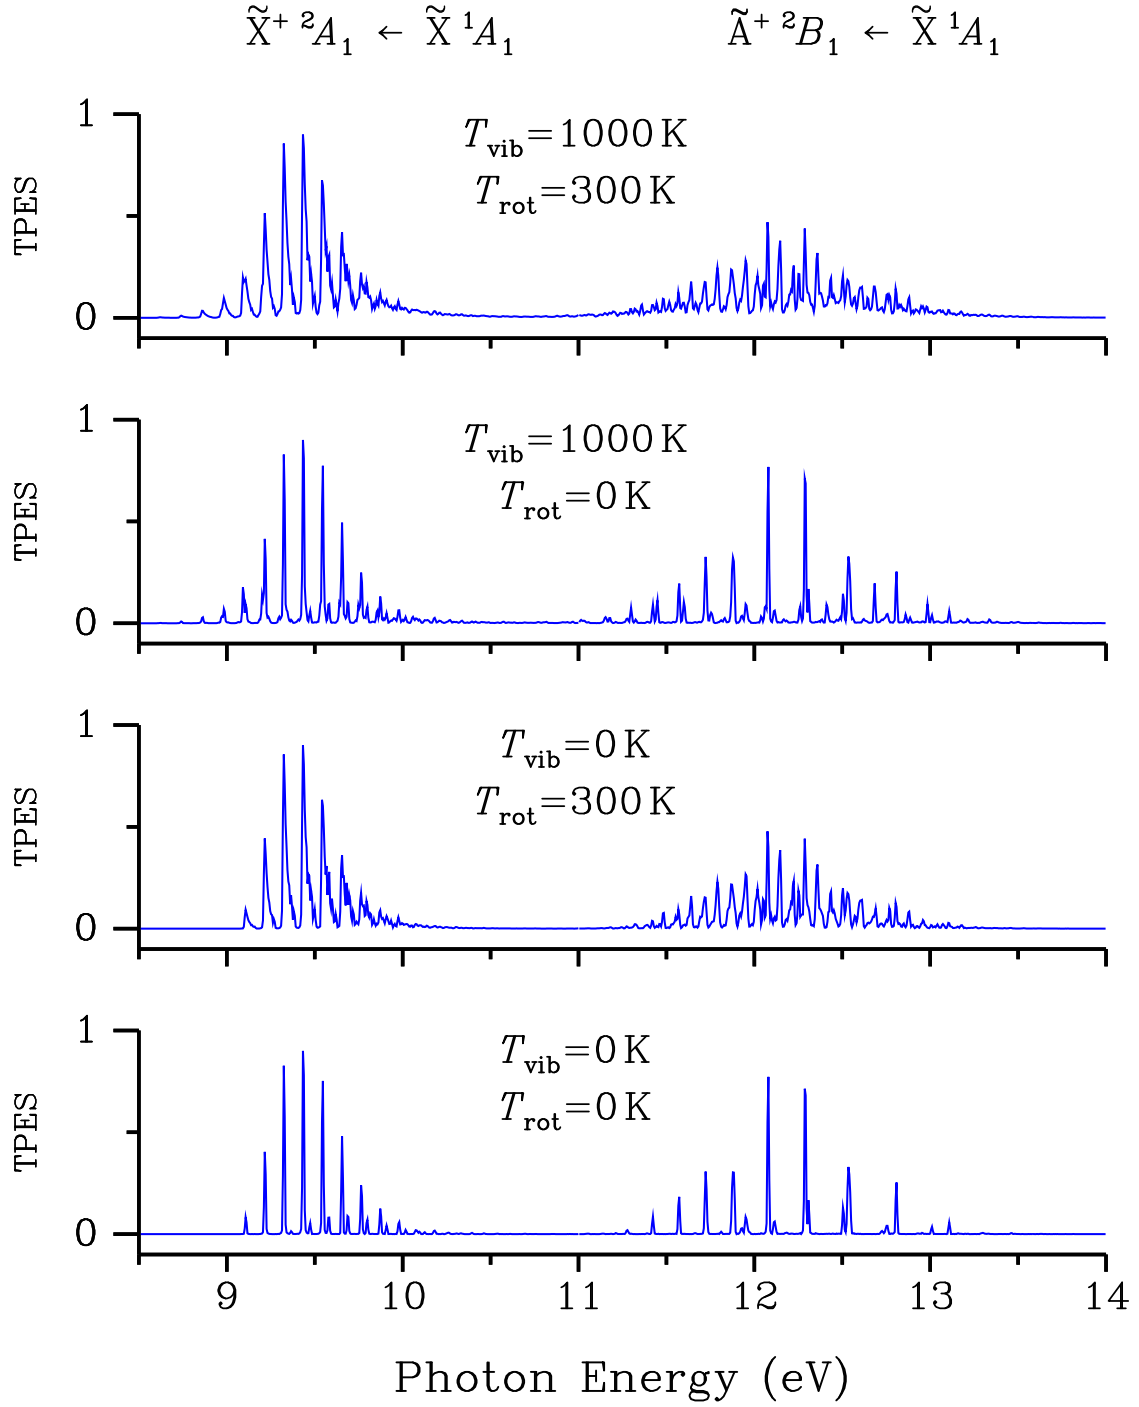 X̃⁺ ²A₁ ← X̃ ¹A₁
Ã⁺ ²B₁ ← X̃ ¹A₁
1
0
TPES
T_vib=1000 K
T_rot=300 K
1
0
TPES
T_vib=1000 K
T_rot=0 K
1
0
TPES
T_vib=0 K
T_rot=300 K
1
0
TPES
T_vib=0 K
T_rot=0 K
9 10 11 12 13 14
Photon Energy (eV)